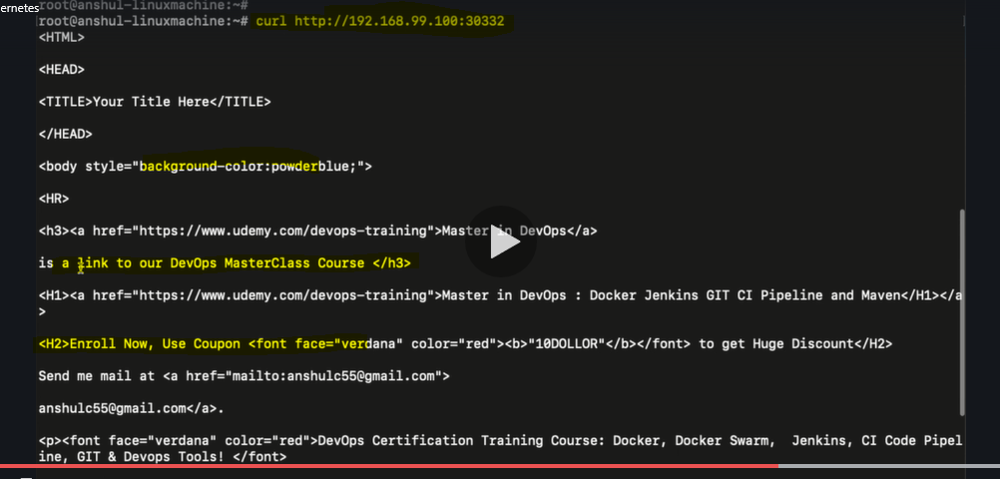 ernetes
root@anshul-linuxmachine:~#
root@anshul-linuxmachine:~# curl http://192.168.99.100:30332
<HTML>
<HEAD>
<TITLE>Your Title Here</TITLE>
</HEAD>
<body style="background-color:powderblue;">
<HR>
<h3><a href="https://www.udemy.com/devops-training">Master in DevOps</a>
is a link to our DevOps MasterClass Course </h3>
<H1><a href="https://www.udemy.com/devops-training">Master in DevOps : Docker Jenkins GIT CI Pipeline and Maven</H1></a
>
<H2>Enroll Now, Use Coupon <font face="verdana" color="red"><b>"10DOLLOR"</b></font> to get Huge Discount</H2>
Send me mail at <a href="mailto:anshulc55@gmail.com">
anshulc55@gmail.com</a>.
<p><font face="verdana" color="red">DevOps Certification Training Course: Docker, Docker Swarm,  Jenkins, CI Code Pipel
ine, GIT & Devops Tools! </font>